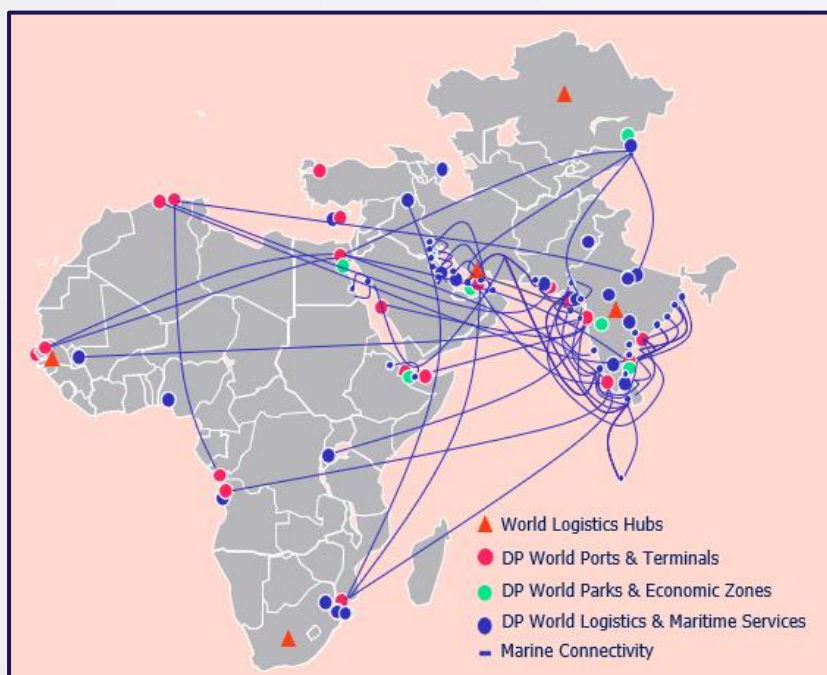 World Logistics Hubs
DP World Ports & Terminals
DP World Parks & Economic Zones
DP World Logistics & Maritime Services
Marine Connectivity